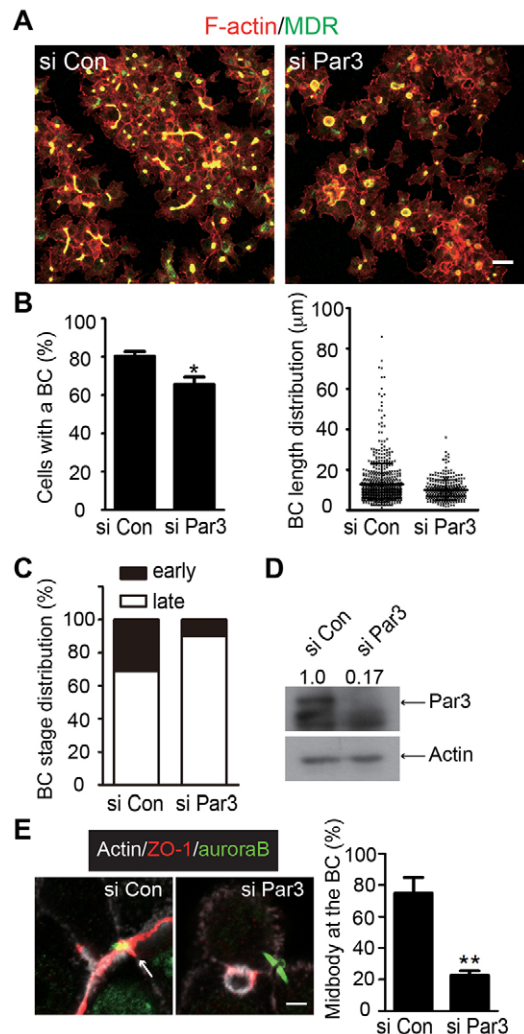 A
F-actin/MDR
si Con
si Par3
B
Cells with a BC (%)
100
80
60
40
20
0
*
si Con
si Par3
BC length distribution (μm)
100
80
60
40
20
0
si Con
si Par3
C
early
late
BC stage distribution (%)
100
80
60
40
20
0
si Con
si Par3
D
si Con
si Par3
1.0
0.17
Par3
Actin
E
Actin/ZO-1/auroraB
si Con
si Par3
Midbody at the BC (%)
100
80
60
40
20
0
**
si Con
si Par3